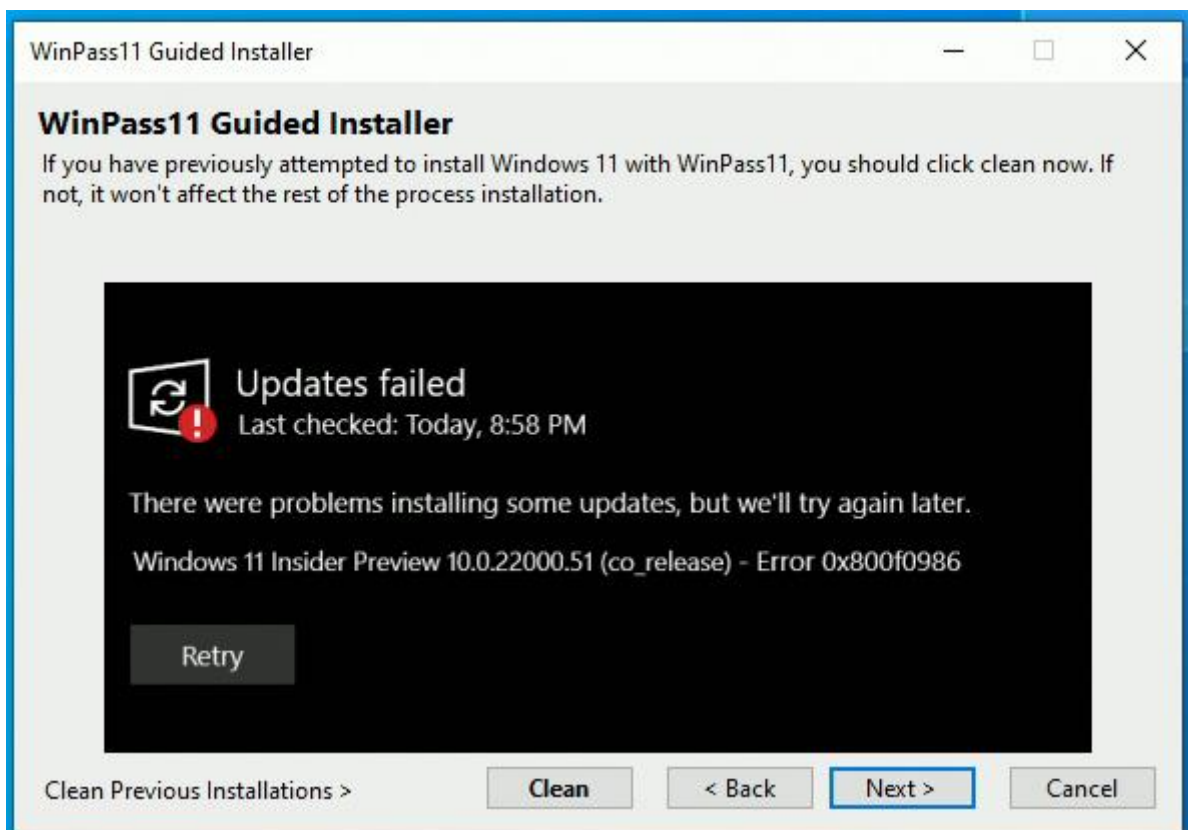 WinPass11 Guided Installer
WinPass11 Guided Installer
If you have previously attempted to install Windows 11 with WinPass11, you should click clean now. If
not, it won't affect the rest of the process installation.
Updates failed
Last checked: Today, 8:58 PM
There were problems installing some updates, but we'll try again later.
Windows 11 Insider Preview 10.0.22000.51 (co_release) - Error 0x800f0986
Retry
Clean Previous Installations >
Clean
< Back
Next >
Cancel